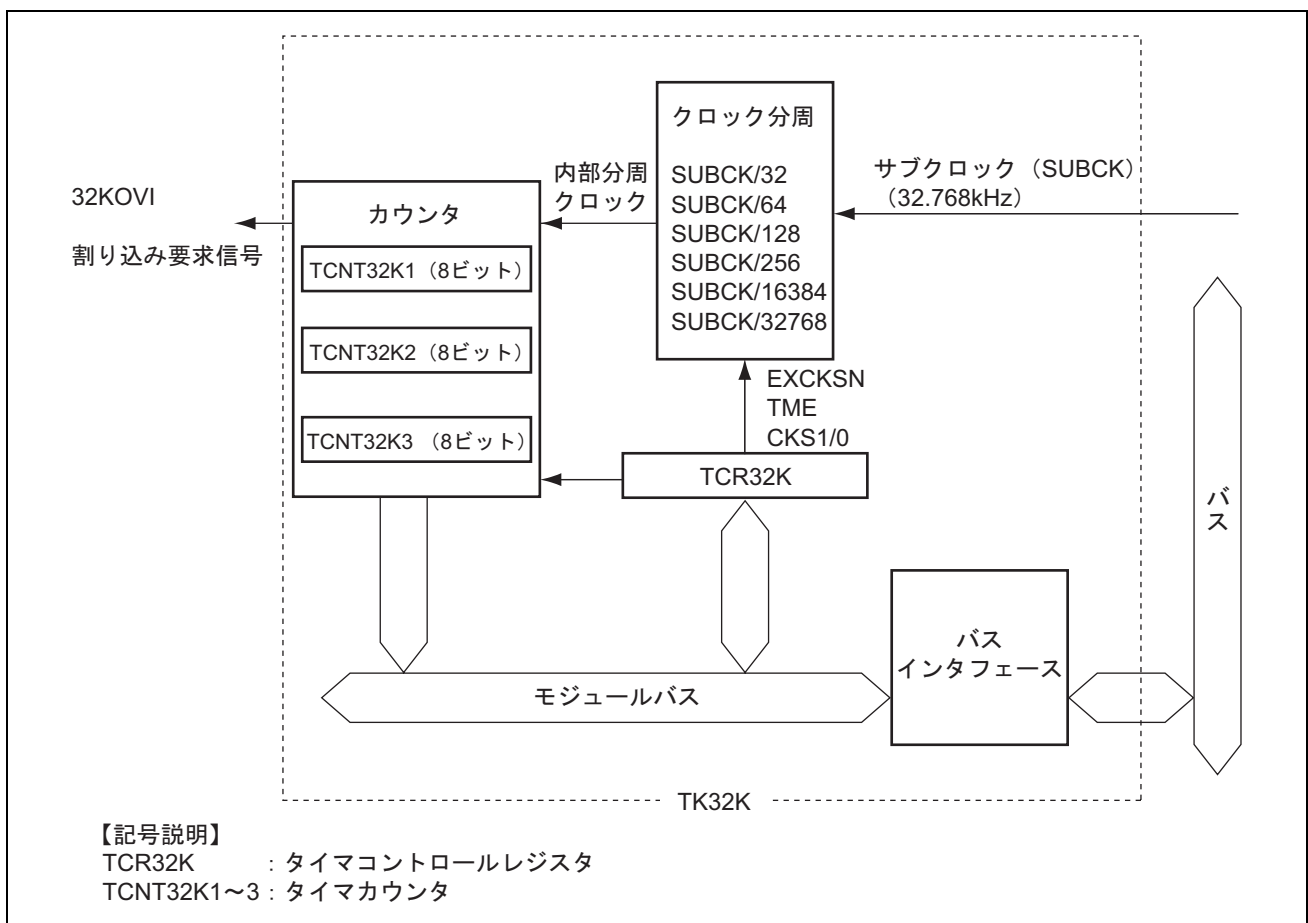 クロック分周
SUBCK/32
SUBCK/64
SUBCK/128
SUBCK/256
SUBCK/16384
SUBCK/32768
サブクロック（SUBCK）
（32.768kHz）
内部分周
クロック
32KOVI
割り込み要求信号
カウンタ
TCNT32K1（8ビット）
TCNT32K2（8ビット）
TCNT32K3（8ビット）
EXCKSN
TME
CKS1/0
TCR32K
バス
バス
インタフェース
モジュールバス
TK32K
【記号説明】
TCR32K　　：タイマコントロールレジスタ
TCNT32K1～3：タイマカウンタ